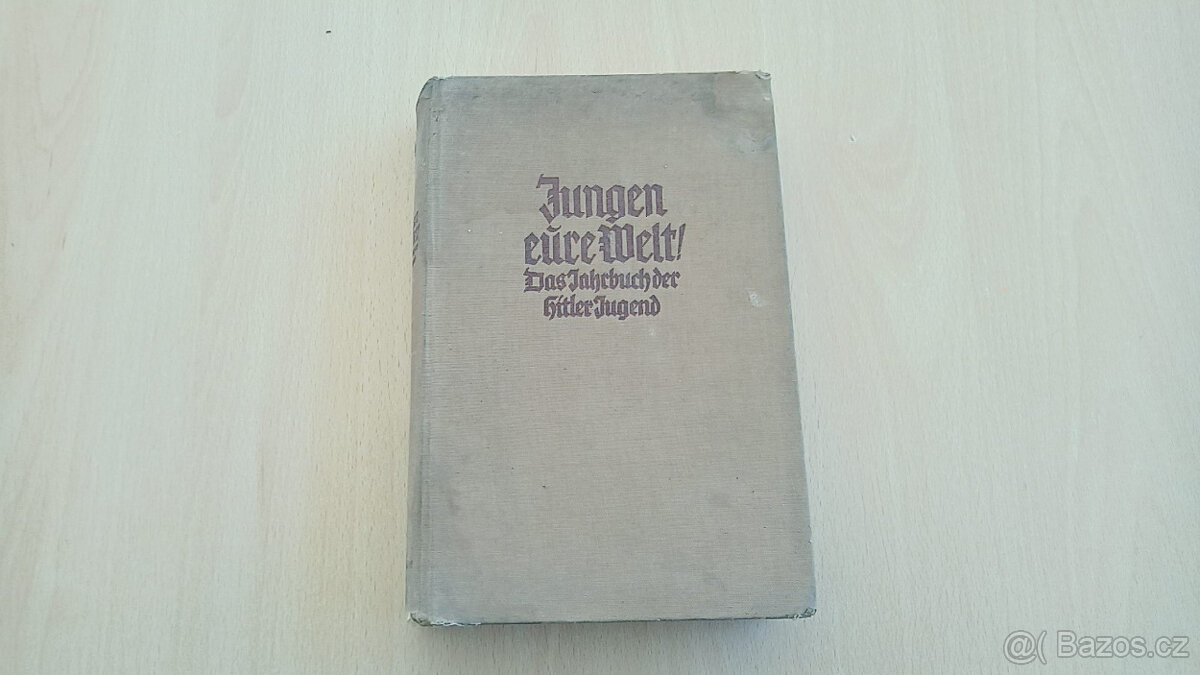 Jungen
eure Welt!
Das Jahrbuch der
Hitler Jugend
@( Bazos.cz